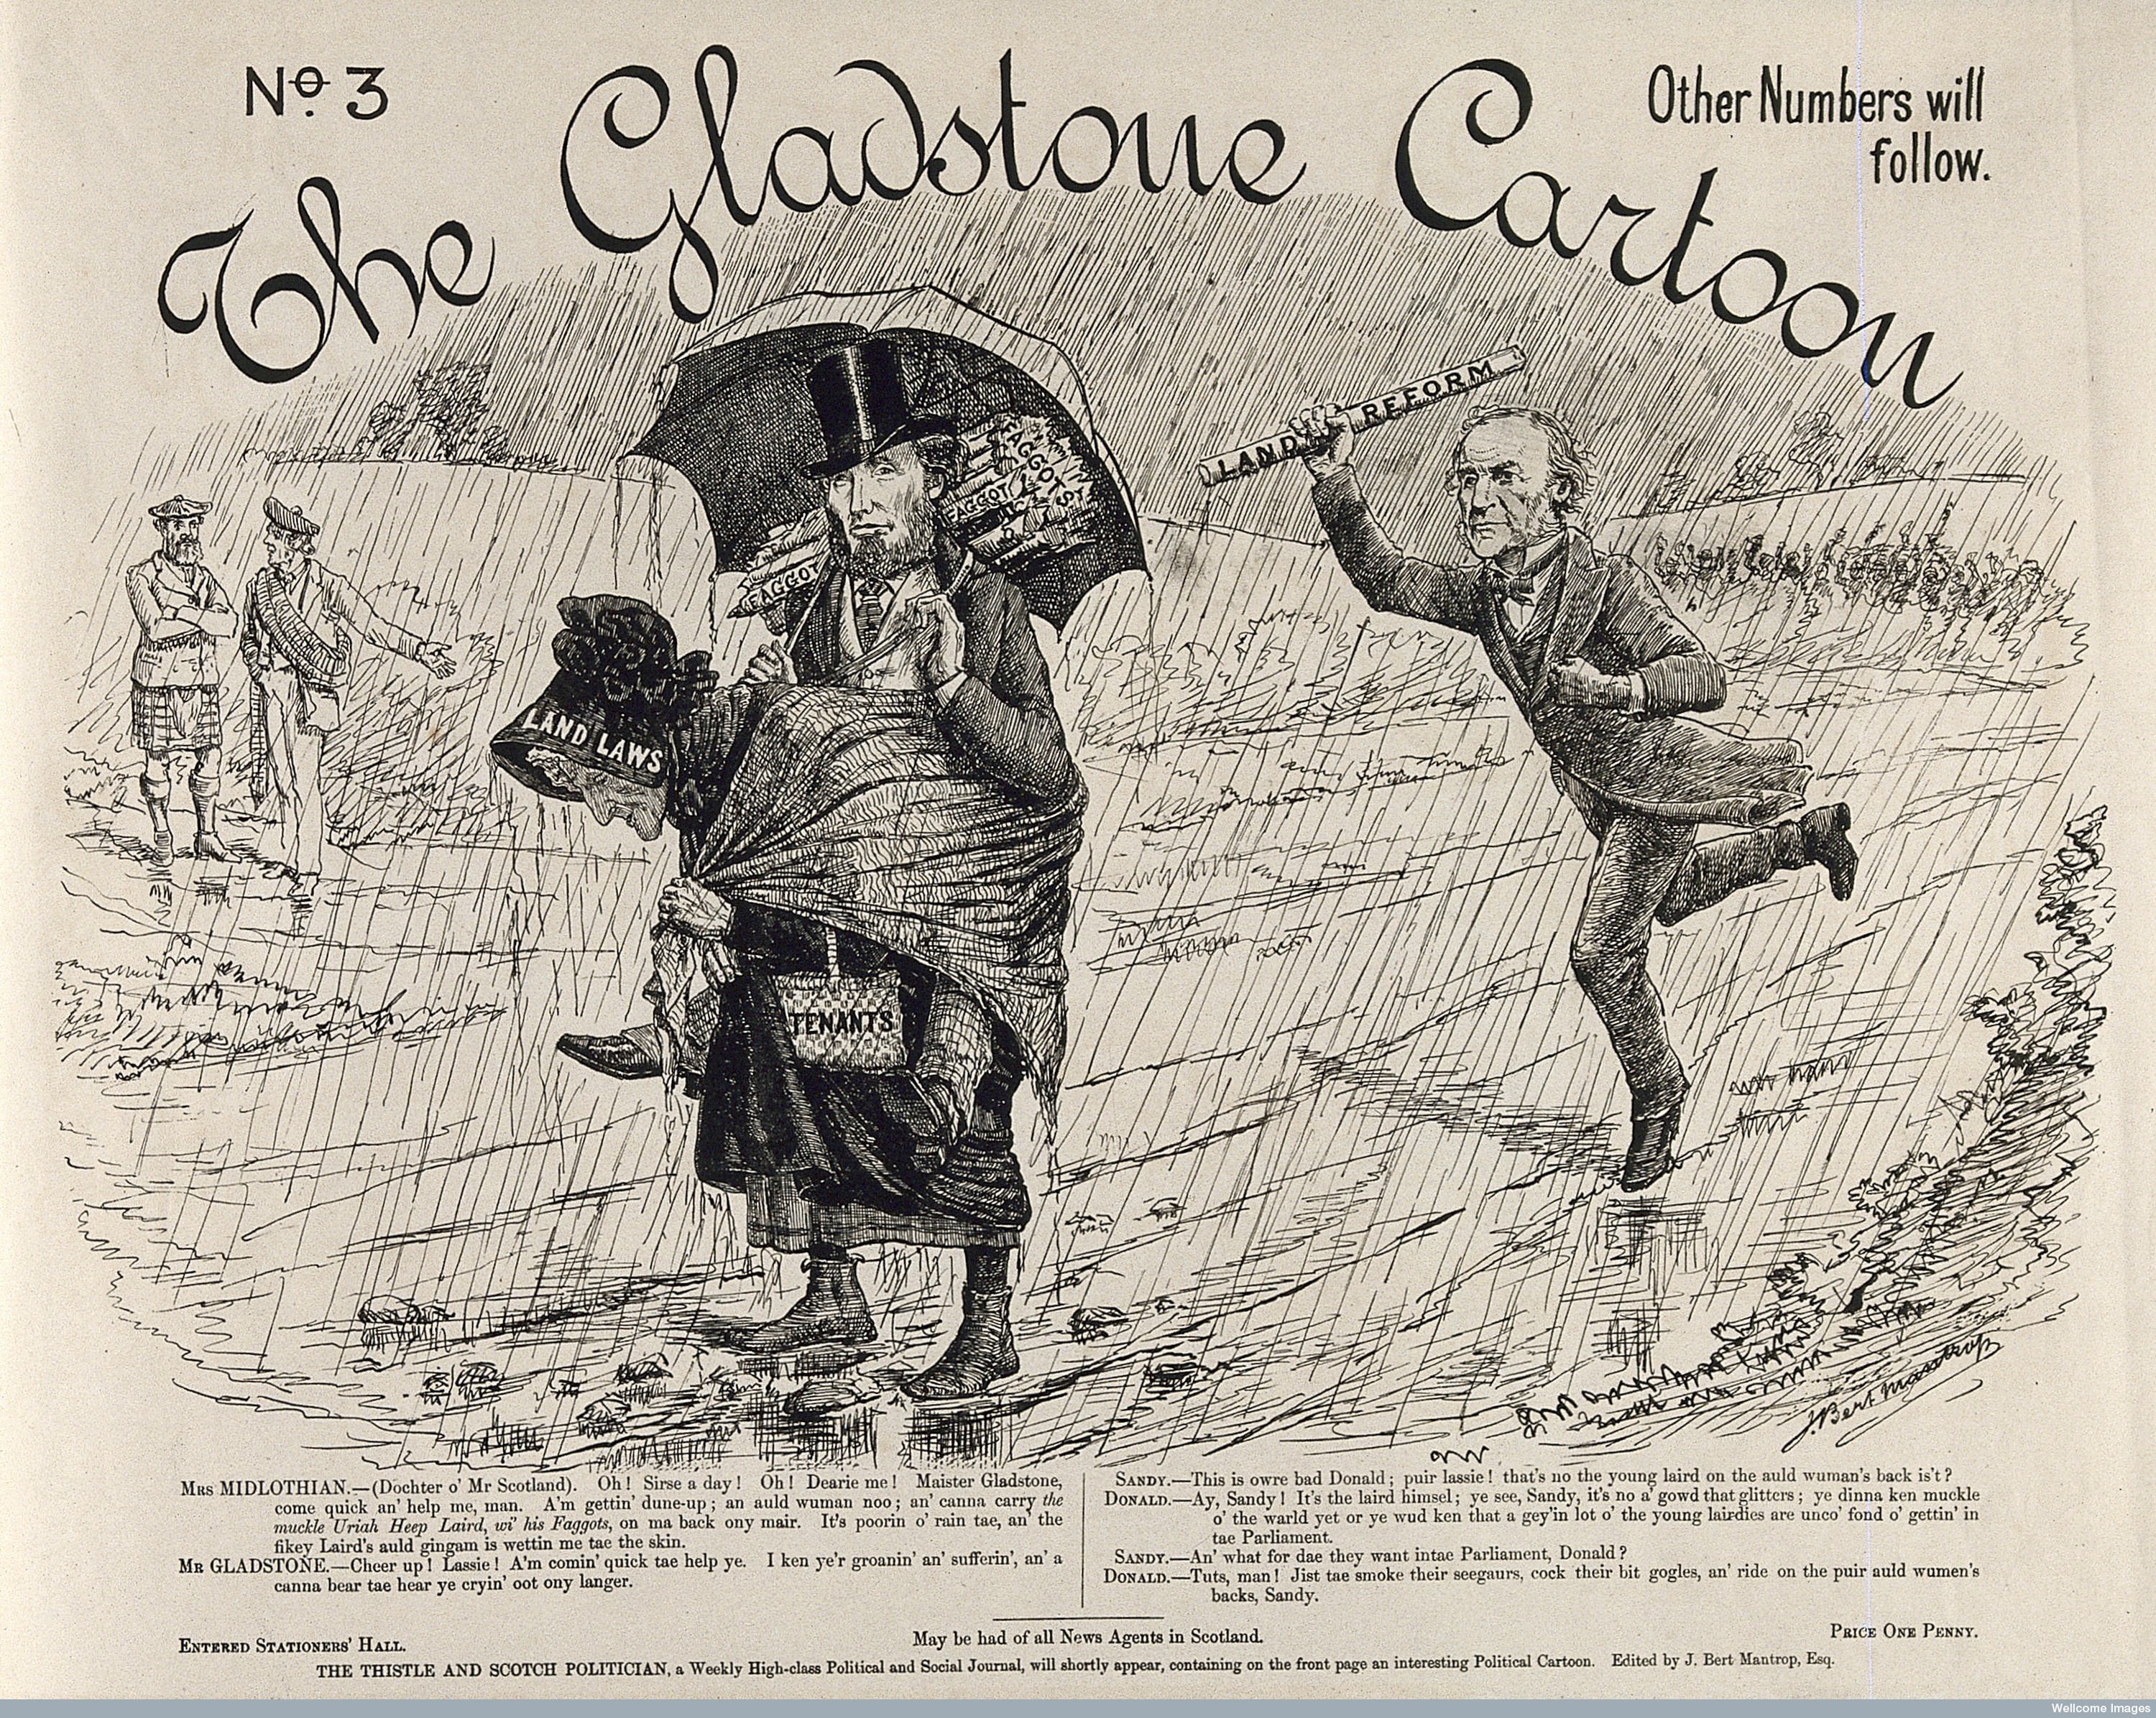 No. 3
The Gladstone Cartoon
Other Numbers will
follow.
LAND REFORM
FAGGOTS
FAGGOT
FAGGOT
LAND LAWS
TENANTS
J. Bert Mantrop
MRS MIDLOTHIAN.—(Dochter o' Mr Scotland). Oh! Sirse a day! Oh! Dearie me! Maister Gladstone,
come quick an' help me, man. A'm gettin' dune-up; an auld wuman noo; an' canna carry the
muckle Uriah Heep Laird, wi' his Faggots, on ma back ony mair. It's poorin o' rain tae, an' the
fikey Laird's auld gingam is wettin me tae the skin.
MR GLADSTONE.—Cheer up! Lassie! A'm comin' quick tae help ye. I ken ye'r groanin' an' sufferin', an' a
canna bear tae hear ye cryin' oot ony langer.
SANDY.—This is owre bad Donald; puir lassie! that's no the young laird on the auld wuman's back is't?
DONALD.—Ay, Sandy! It's the laird himsel; ye see, Sandy, it's no a' gowd that glitters; ye dinna ken muckle
o' the warld yet or ye wud ken that a gey'in lot o' the young lairdies are unco' fond o' gettin' in
tae Parliament.
SANDY.—An' what for dae they want intae Parliament, Donald?
DONALD.—Tuts, man! Jist tae smoke their seegaurs, cock their bit gogles, an' ride on the puir auld wumen's
backs, Sandy.
ENTERED STATIONERS' HALL.
May be had of all News Agents in Scotland.
PRICE ONE PENNY.
THE THISTLE AND SCOTCH POLITICIAN, a Weekly High-class Political and Social Journal, will shortly appear, containing on the front page an interesting Political Cartoon. Edited by J. Bert Mantrop, Esq.
Wellcome Images